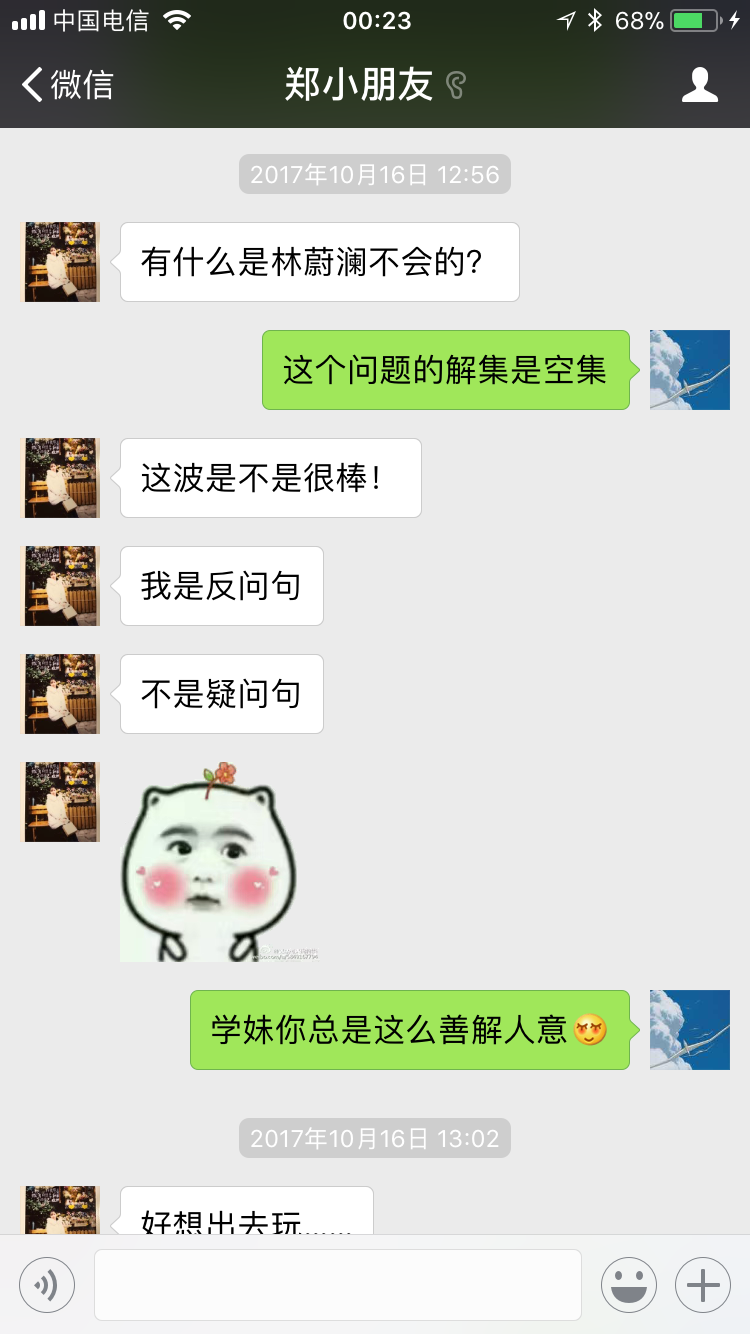 中国电信
00:23
68%
微信
郑小朋友
2017年10月16日 12:56
有什么是林蔚澜不会的?
这个问题的解集是空集
这波是不是很棒！
我是反问句
不是疑问句
学妹你总是这么善解人意
2017年10月16日 13:02
好想出去玩……